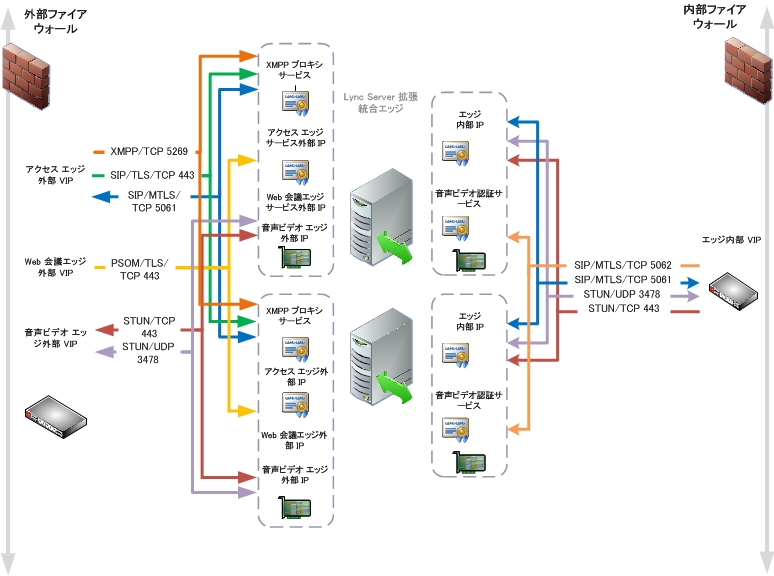 外部ファイア
ウォール
内部ファイア
ウォール
XMPP プロキシ
サービス
アクセス エッジ
サービス外部 IP
Web 会議エッジ
サービス外部 IP
音声ビデオ エッジ
外部 IP
Lync Server 拡張
統合エッジ
エッジ
内部 IP
音声ビデオ認証サ
ービス
XMPP/TCP 5269
アクセス エッジ
外部 VIP
SIP/TLS/TCP 443
SIP/MTLS/
TCP 5061
Web 会議エッジ
外部 VIP
PSOM/TLS/
TCP 443
音声ビデオ エッ
ジ外部 VIP
STUN/TCP
443
STUN/UDP
3478
エッジ内部 VIP
SIP/MTLS/TCP 5062
SIP/MTLS/TCP 5061
STUN/UDP 3478
STUN/TCP 443
XMPP プロキシ
サービス
アクセス エッジ外
部 IP
Web 会議エッジ外
部 IP
音声ビデオ エッジ
外部 IP
エッジ
内部 IP
音声ビデオ認証サ
ービス